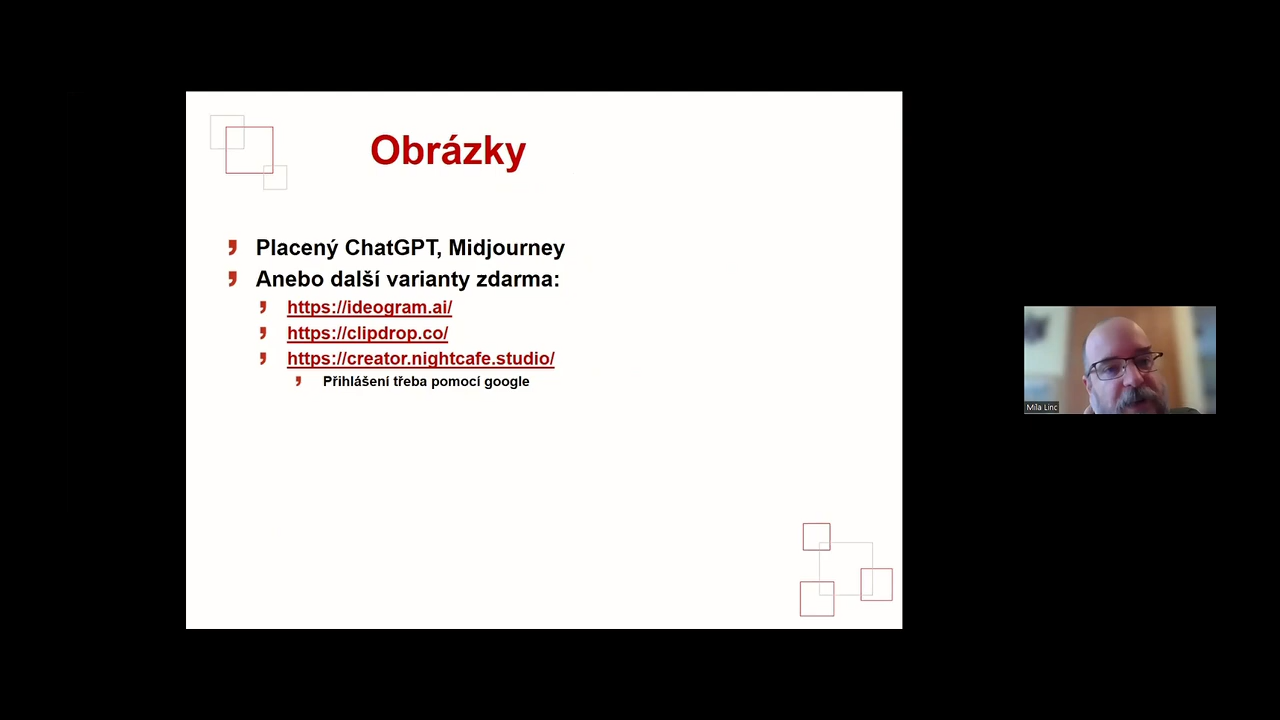 Obrázky
Placený ChatGPT, Midjourney
Anebo další varianty zdarma:
https://ideogram.ai/
https://clipdrop.co/
https://creator.nightcafe.studio/
Přihlášení třeba pomocí google
Míla Linc